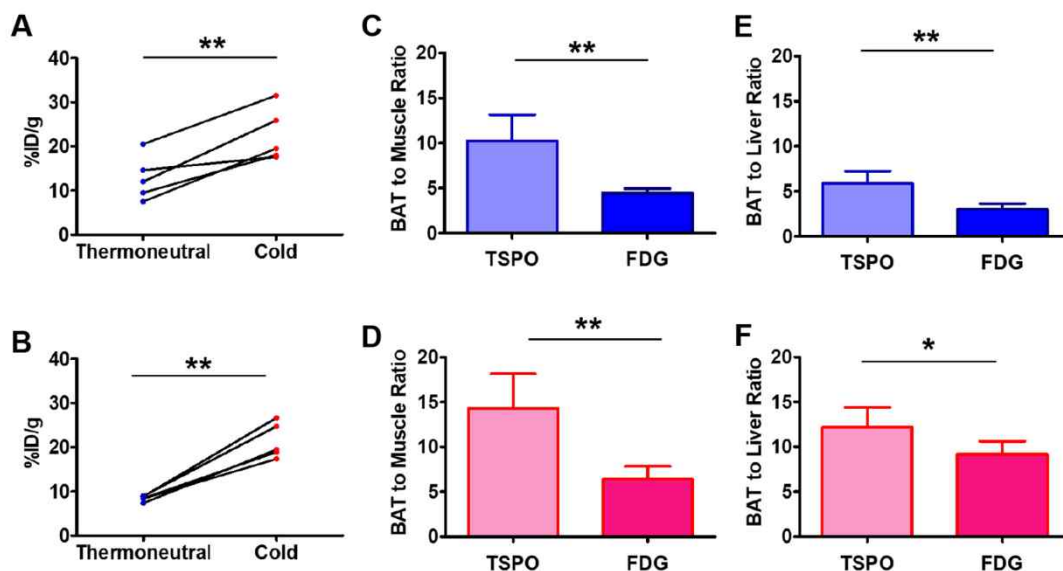 A
**
40
30
20
10
0
%ID/g
Thermoneutral Cold
C
**
20
15
10
5
0
BAT to Muscle Ratio
TSPO FDG
E
**
20
15
10
5
0
BAT to Liver Ratio
TSPO FDG
B
**
40
30
20
10
0
%ID/g
Thermoneutral Cold
D
**
20
15
10
5
0
BAT to Muscle Ratio
TSPO FDG
F
*
20
15
10
5
0
BAT to Liver Ratio
TSPO FDG